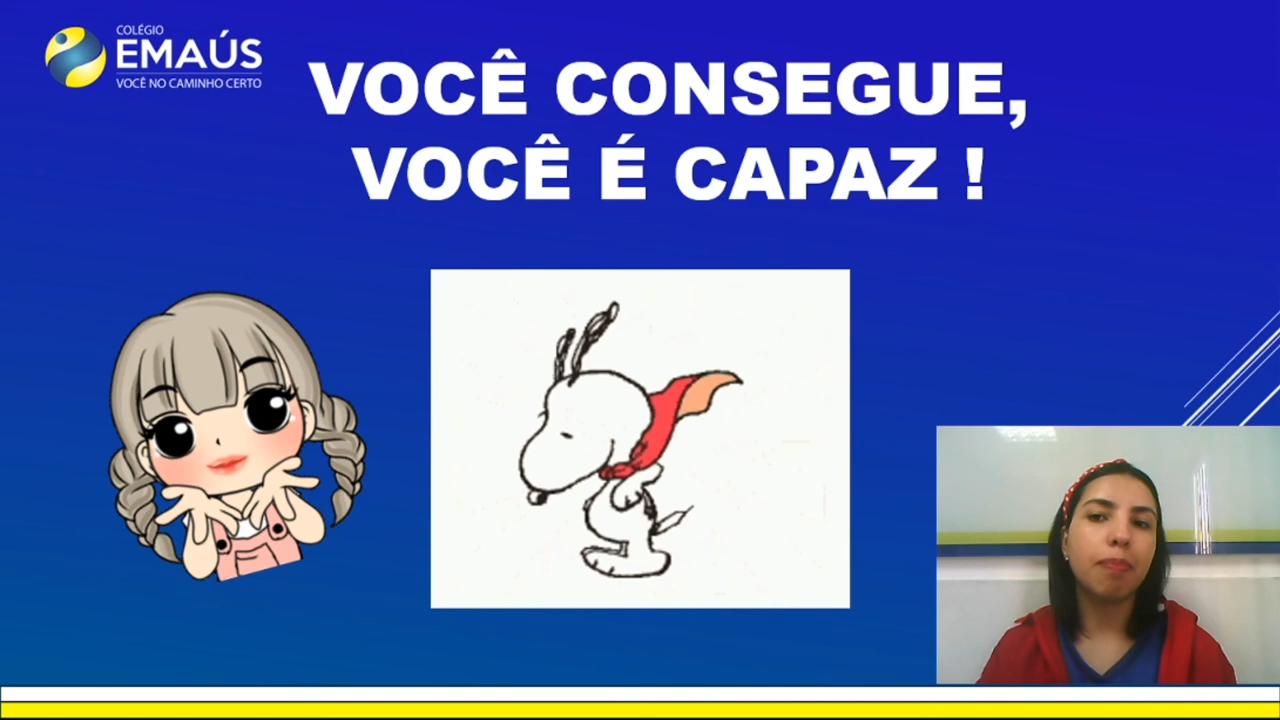 COLÉGIO
EMAÚS
VOCÊ NO CAMINHO CERTO
VOCÊ CONSEGUE,
VOCÊ É CAPAZ !